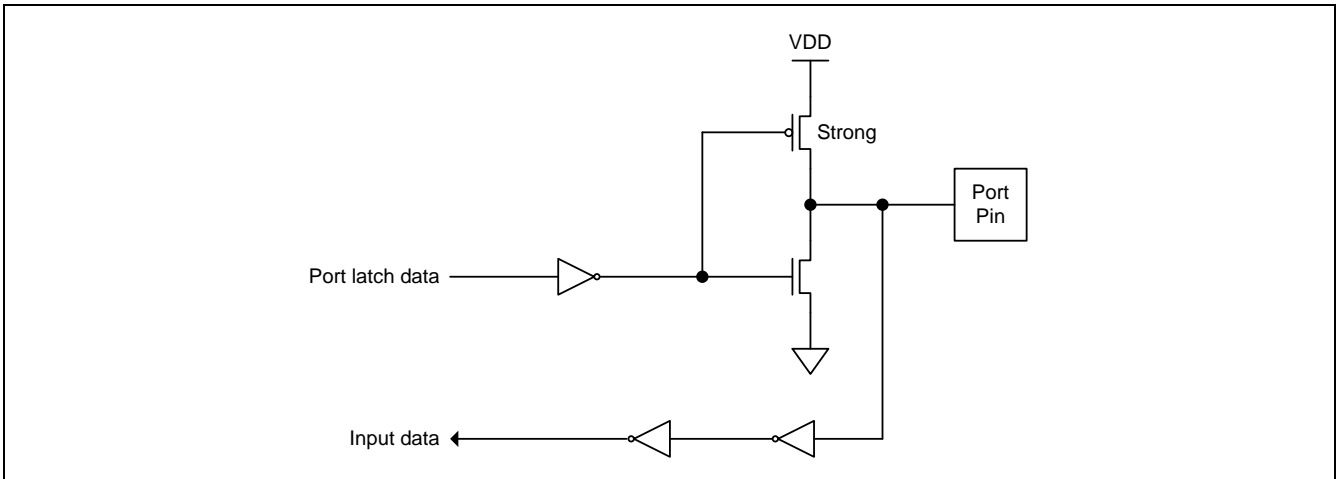 VDD
Strong
Port
Pin
Port latch data
Input data